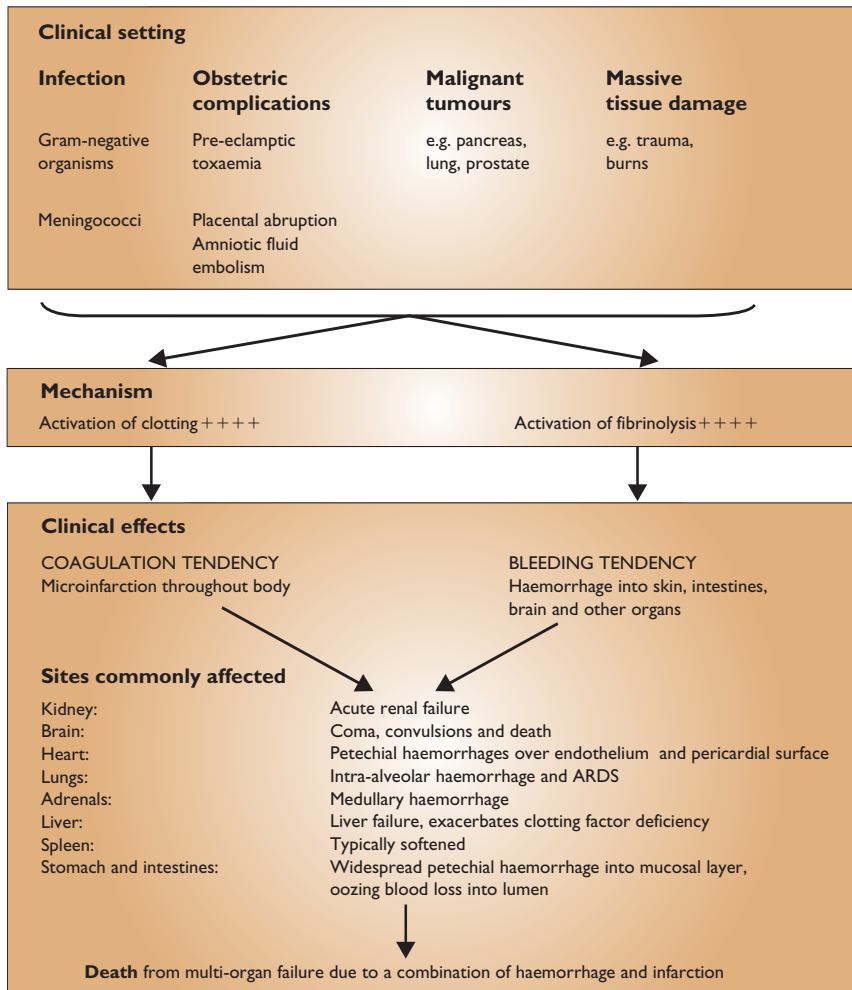 Clinical setting
Infection
Obstetric
complications
Malignant
tumours
Massive
tissue damage
Gram-negative
organisms
Pre-eclamptic
toxaemia
e.g. pancreas,
lung, prostate
e.g. trauma,
burns
Meningococci
Placental abruption
Amniotic fluid
embolism
Mechanism
Activation of clotting++++
Activation of fibrinolysis++++
Clinical effects
COAGULATION TENDENCY
Microinfarction throughout body
BLEEDING TENDENCY
Haemorrhage into skin, intestines,
brain and other organs
Sites commonly affected
Kidney: Acute renal failure
Brain: Coma, convulsions and death
Heart: Petechial haemorrhages over endothelium and pericardial surface
Lungs: Intra-alveolar haemorrhage and ARDS
Adrenals: Medullary haemorrhage
Liver: Liver failure, exacerbates clotting factor deficiency
Spleen: Typically softened
Stomach and intestines: Widespread petechial haemorrhage into mucosal layer,
oozing blood loss into lumen
Death from multi-organ failure due to a combination of haemorrhage and infarction